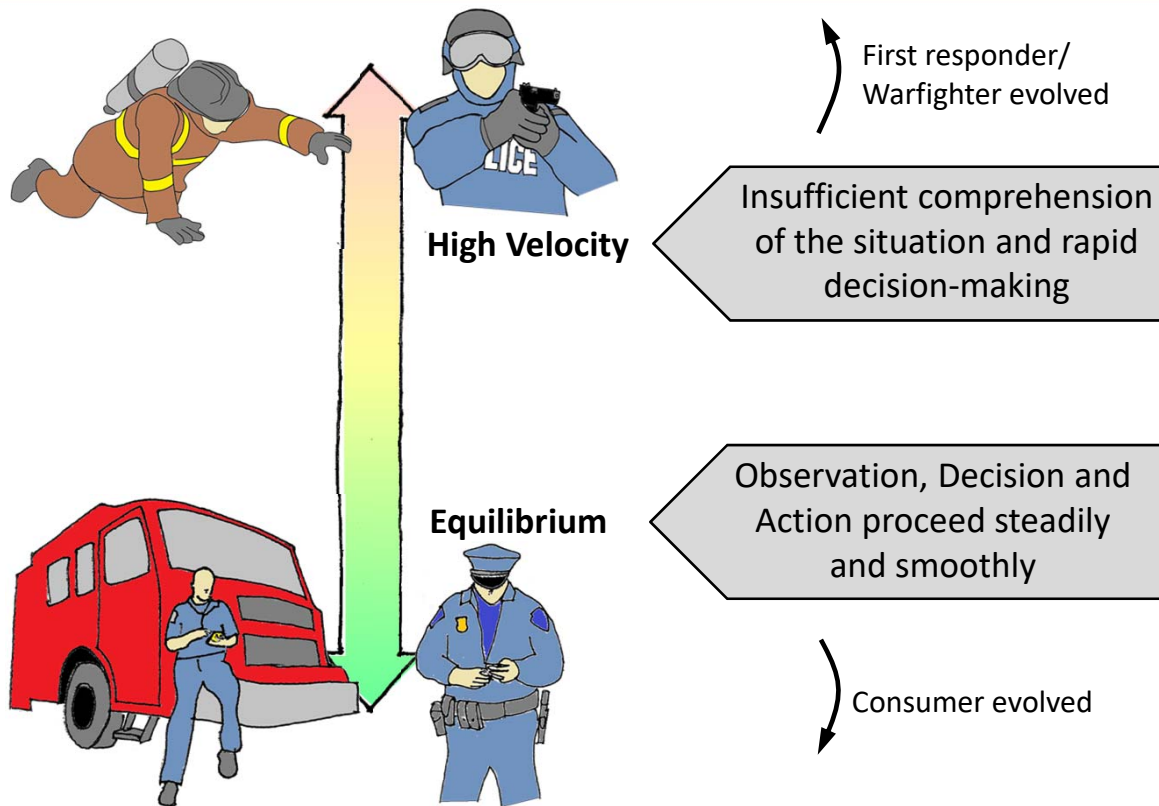 First responder/
Warfighter evolved
LICE
High Velocity
Insufficient comprehension
of the situation and rapid
decision-making
Equilibrium
Observation, Decision and
Action proceed steadily
and smoothly
Consumer evolved